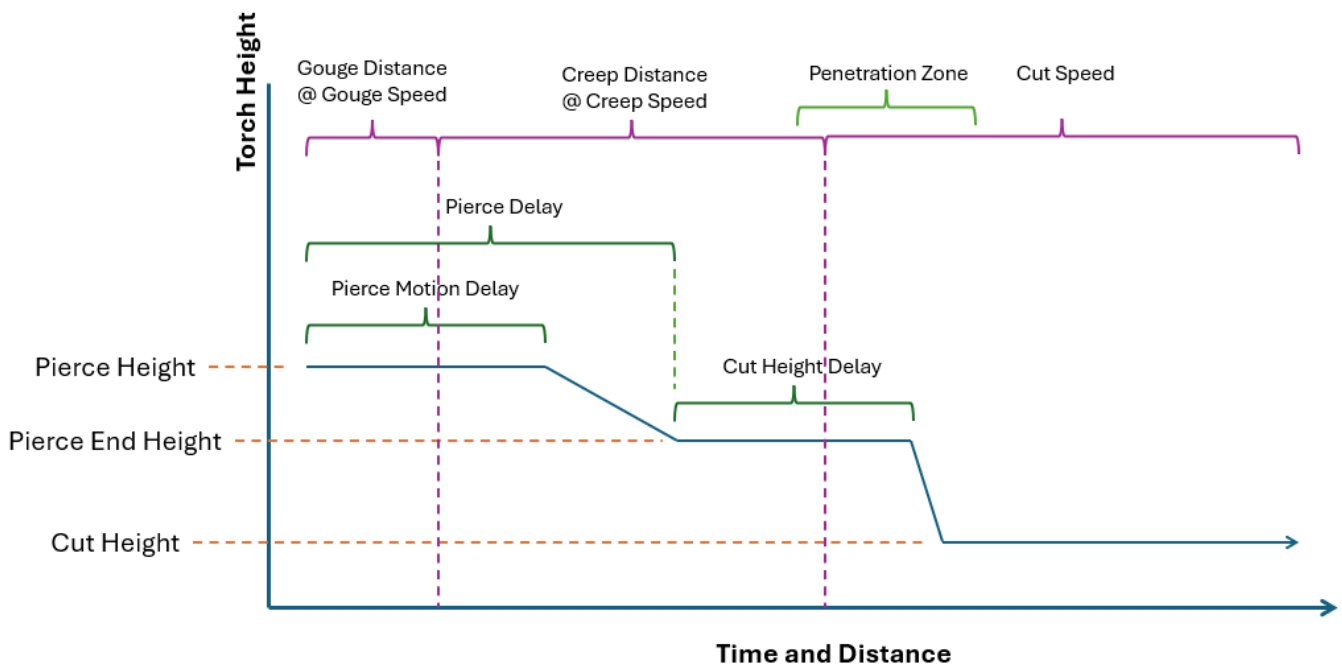 Torch Height
Gouge Distance
@ Gouge Speed
Creep Distance
@ Creep Speed
Penetration Zone
Cut Speed
Pierce Delay
Pierce Motion Delay
Pierce Height
Cut Height Delay
Pierce End Height
Cut Height
Time and Distance